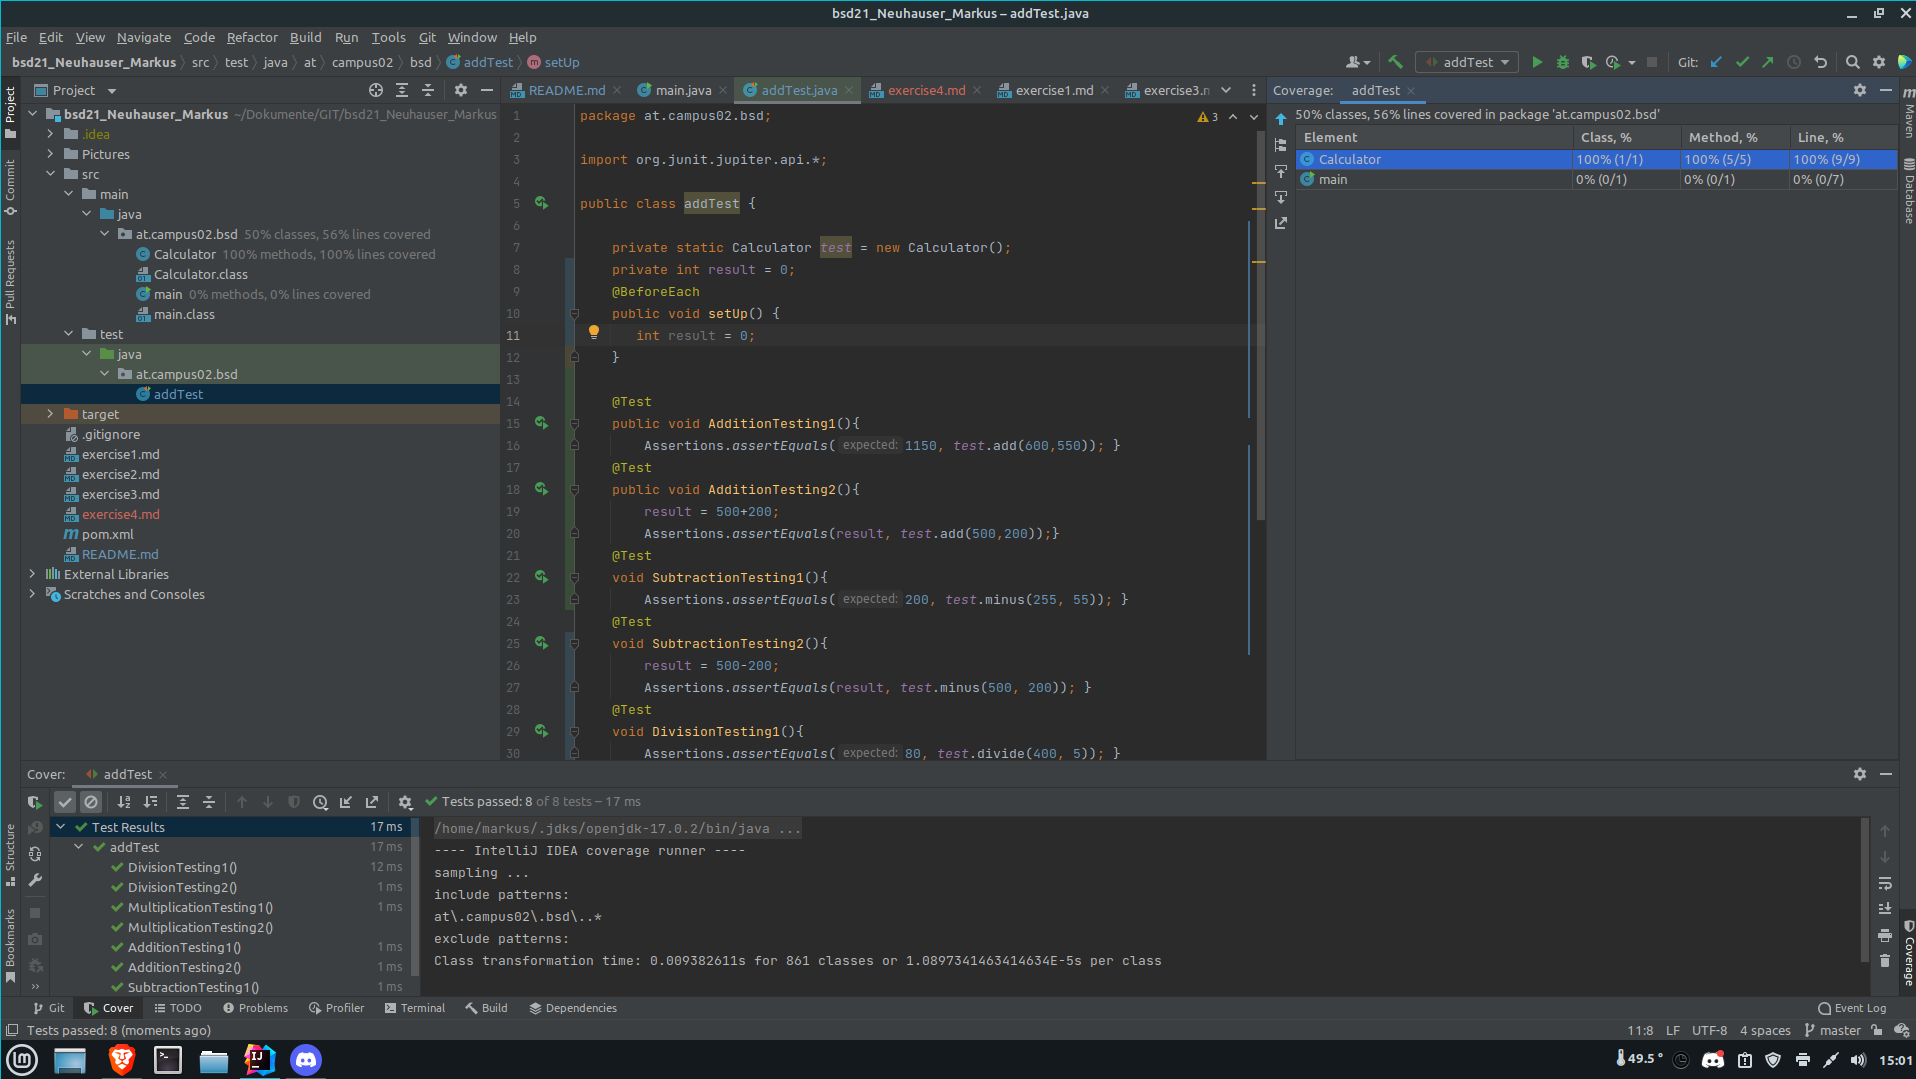 bsd21_Neuhauser_Markus – addTest.java
File Edit View Navigate Code Refactor Build Run Tools Git Window Help
bsd21_Neuhauser_Markus src test java at campus02 bsd addTest m setUp
addTest Git:
Project
README.md main.java addTest.java exercise4.md exercise1.md exercise3.n
Coverage: addTest
50% classes, 56% lines covered in package 'at.campus02.bsd'
Element Class, % Method, % Line, %
Calculator 100% (1/1) 100% (5/5) 100% (9/9)
main 0% (0/1) 0% (0/1) 0% (0/7)
Project
Commit
Pull Requests
Structure
Bookmarks
Maven
Database
Coverage
bsd21_Neuhauser_Markus ~/Dokumente/GIT/bsd21_Neuhauser_Markus
.idea
Pictures
src
main
java
at.campus02.bsd 50% classes, 56% lines covered
Calculator 100% methods, 100% lines covered
Calculator.class
main 0% methods, 0% lines covered
main.class
test
java
at.campus02.bsd
addTest
target
.gitignore
exercise1.md
exercise2.md
exercise3.md
exercise4.md
pom.xml
README.md
External Libraries
Scratches and Consoles
3
1 package at.campus02.bsd;
2
3 import org.junit.jupiter.api.*;
4
5 public class addTest {
6
7 private static Calculator test = new Calculator();
8 private int result = 0;
9 @BeforeEach
10 public void setUp() {
11 int result = 0;
12 }
13
14 @Test
15 public void AdditionTesting1(){
16 Assertions.assertEquals( expected: 1150, test.add(600,550)); }
17 @Test
18 public void AdditionTesting2(){
19 result = 500+200;
20 Assertions.assertEquals(result, test.add(500,200));}
21 @Test
22 void SubtractionTesting1(){
23 Assertions.assertEquals( expected: 200, test.minus(255, 55)); }
24 @Test
25 void SubtractionTesting2(){
26 result = 500-200;
27 Assertions.assertEquals(result, test.minus(500, 200)); }
28 @Test
29 void DivisionTesting1(){
30 Assertions.assertEquals( expected: 80, test.divide(400, 5)); }
Cover: addTest
Tests passed: 8 of 8 tests – 17 ms
Test Results 17 ms
addTest 17 ms
DivisionTesting1() 12 ms
DivisionTesting2() 1 ms
MultiplicationTesting1() 1 ms
MultiplicationTesting2()
AdditionTesting1() 1 ms
AdditionTesting2() 1 ms
SubtractionTesting1() 1 ms
/home/markus/.jdks/openjdk-17.0.2/bin/java ...
---- IntelliJ IDEA coverage runner ----
sampling ...
include patterns:
at\.campus02\.bsd\..*
exclude patterns:
Class transformation time: 0.009382611s for 861 classes or 1.0897341463414634E-5s per class
Git Cover TODO Problems Profiler Terminal Build Dependencies Event Log
Tests passed: 8 (moments ago) 11:8 LF UTF-8 4 spaces master
49.5 ° 15:01